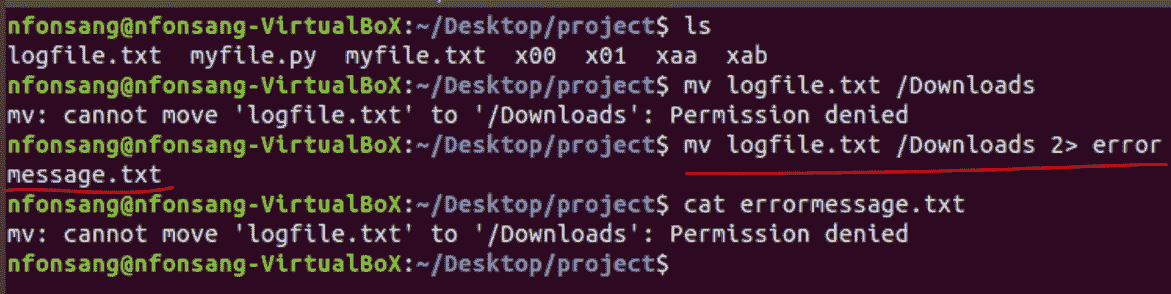 nfonsang@nfonsang-VirtualBoX:~/Desktop/project$ ls
logfile.txt  myfile.py  myfile.txt  x00  x01  xaa  xab
nfonsang@nfonsang-VirtualBoX:~/Desktop/project$ mv logfile.txt /Downloads
mv: cannot move 'logfile.txt' to '/Downloads': Permission denied
nfonsang@nfonsang-VirtualBoX:~/Desktop/project$ mv logfile.txt /Downloads 2> error
message.txt
nfonsang@nfonsang-VirtualBoX:~/Desktop/project$ cat errormessage.txt
mv: cannot move 'logfile.txt' to '/Downloads': Permission denied
nfonsang@nfonsang-VirtualBoX:~/Desktop/project$